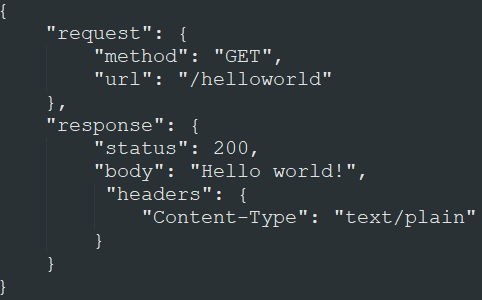 {
    "request": {
        "method": "GET",
        "url": "/helloworld"
    },
    "response": {
        "status": 200,
        "body": "Hello world!",
         "headers": {
            "Content-Type": "text/plain"
        }
    }
}